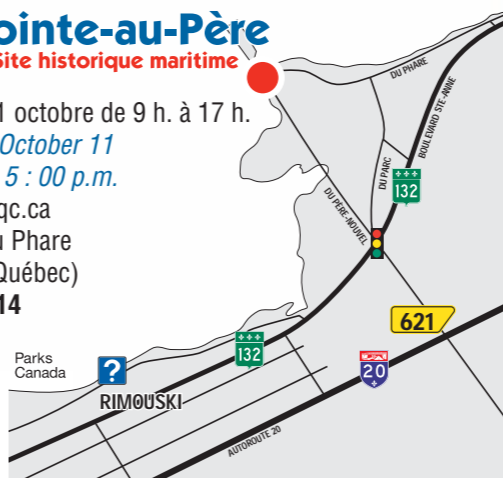 ointe-au-Père
Site historique maritime
1 octobre de 9 h. à 17 h.
October 11
5 : 00 p.m.
qc.ca
u Phare
Québec)
14
Parks
Canada
?
RIMOUSKI
DU PHARE
BOULEVARD STE-ANNE
DU PARC
132
DU PÈRE-NOUVEL
621
132
20
AUTOROUTE 20